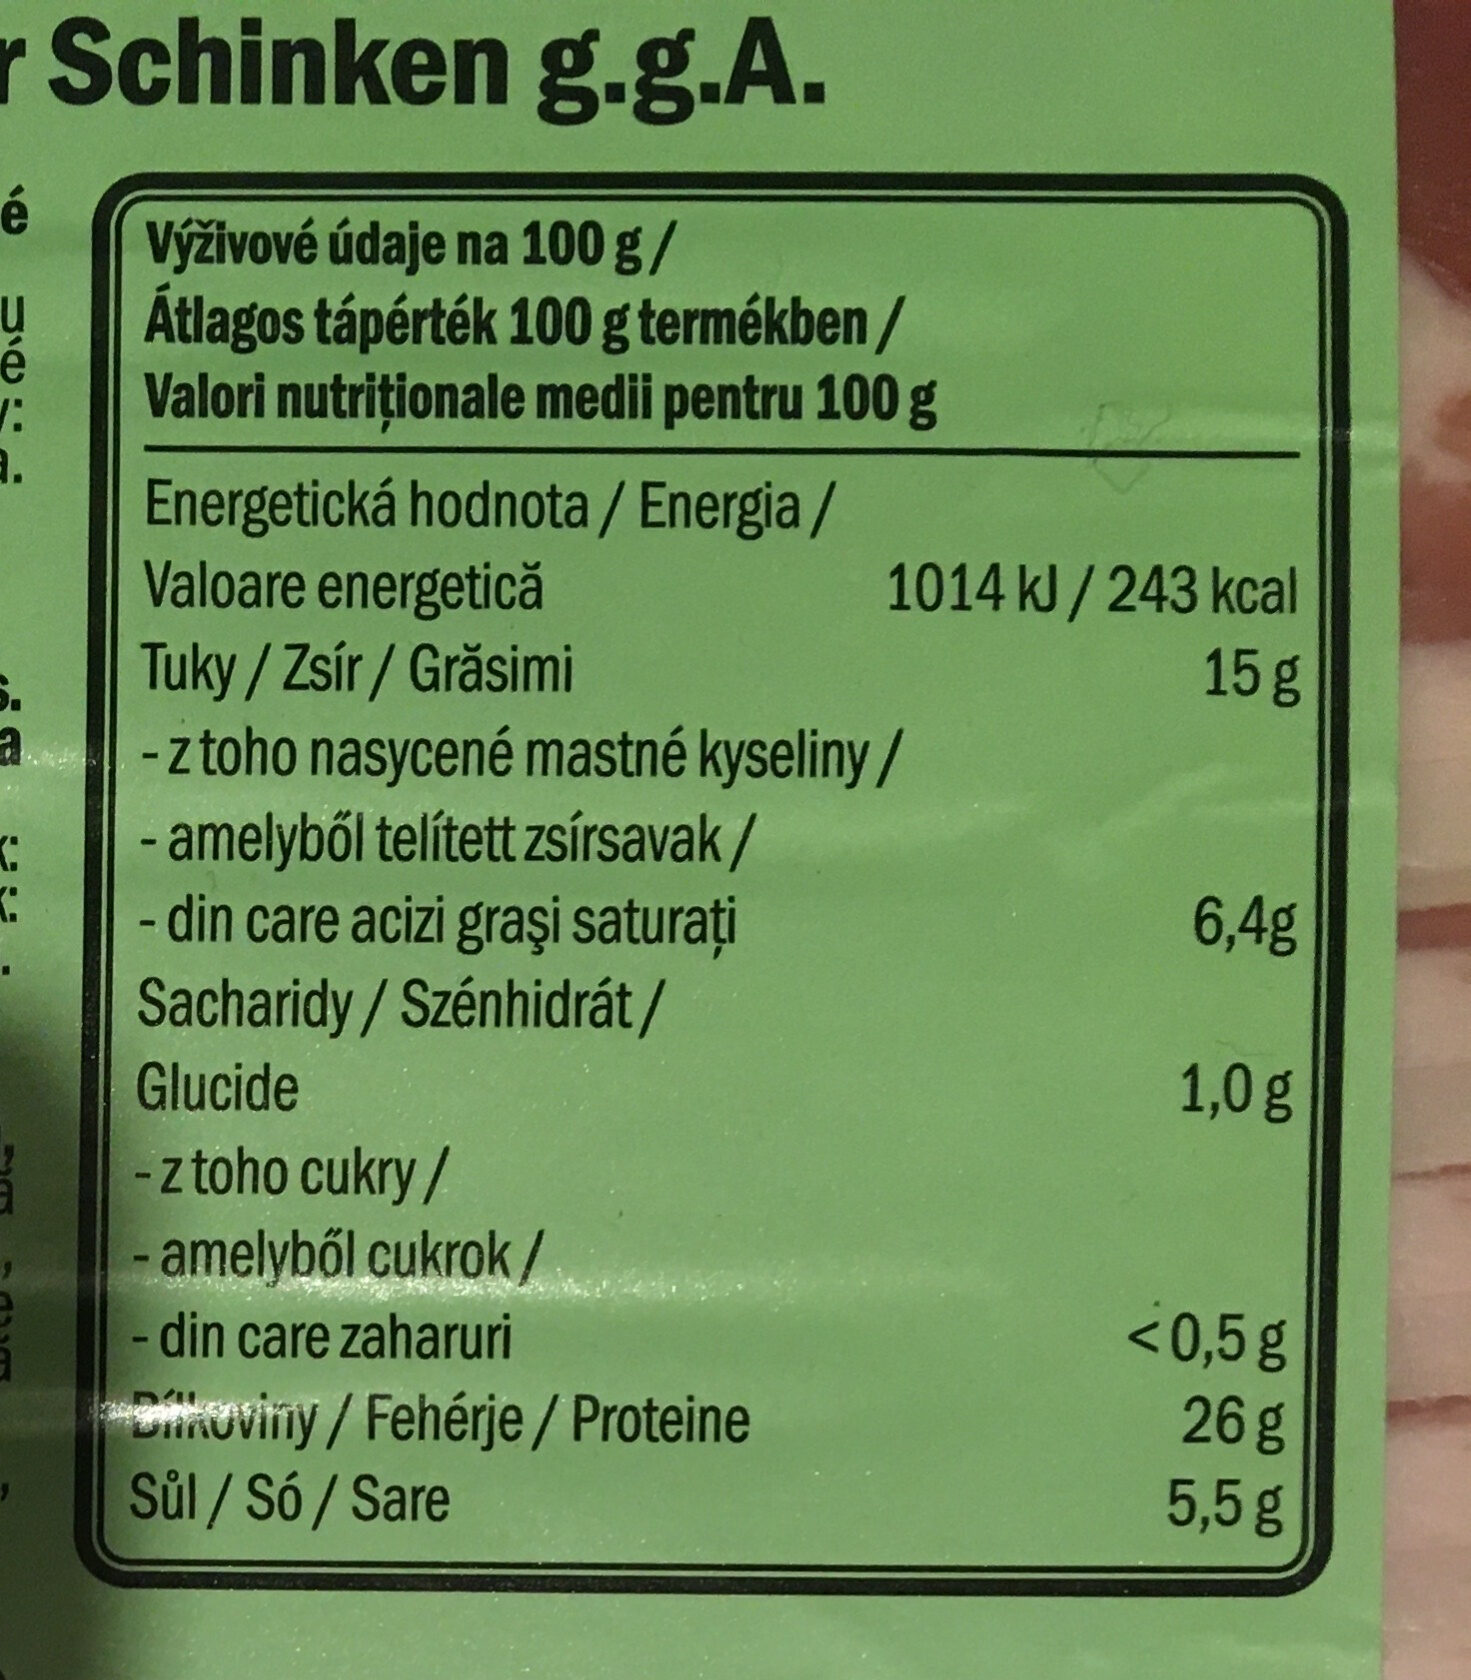 Schinken g.g.A.
Výživové údaje na 100 g /
Átlagos tápérték 100 g termékben /
Valori nutriționale medii pentru 100 g
Energetická hodnota / Energia /
Valoare energetică 1014 kJ / 243 kcal
Tuky / Zsír / Grăsimi 15 g
- z toho nasycené mastné kyseliny /
- amelyből telített zsírsavak /
- din care acizi graşi saturați 6,4g
Sacharidy / Szénhidrát /
Glucide 1,0 g
- z toho cukry /
- amelyből cukrok /
- din care zaharuri <0,5 g
Bílkoviny / Fehérje / Proteine 26 g
Sůl / Só / Sare 5,5 g